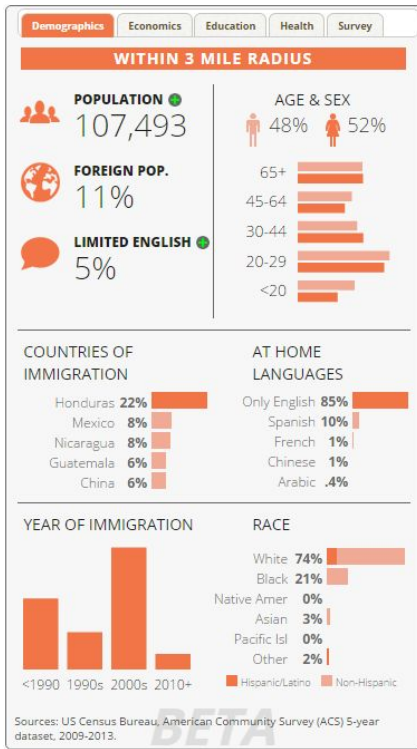 Demographics Economics Education Health Survey
WITHIN 3 MILE RADIUS
POPULATION
107,493
FOREIGN POP.
11%
LIMITED ENGLISH
5%
AGE & SEX
48% 52%
65+
45-64
30-44
20-29
<20
COUNTRIES OF
IMMIGRATION
Honduras 22%
Mexico 8%
Nicaragua 8%
Guatemala 6%
China 6%
AT HOME
LANGUAGES
Only English 85%
Spanish 10%
French 1%
Chinese 1%
Arabic .4%
YEAR OF IMMIGRATION
<1990 1990s 2000s 2010+
RACE
White 74%
Black 21%
Native Amer 0%
Asian 3%
Pacific Isl 0%
Other 2%
Hispanic/Latino Non-Hispanic
BETA
Sources: US Census Bureau, American Community Survey (ACS) 5-year
dataset, 2009-2013.